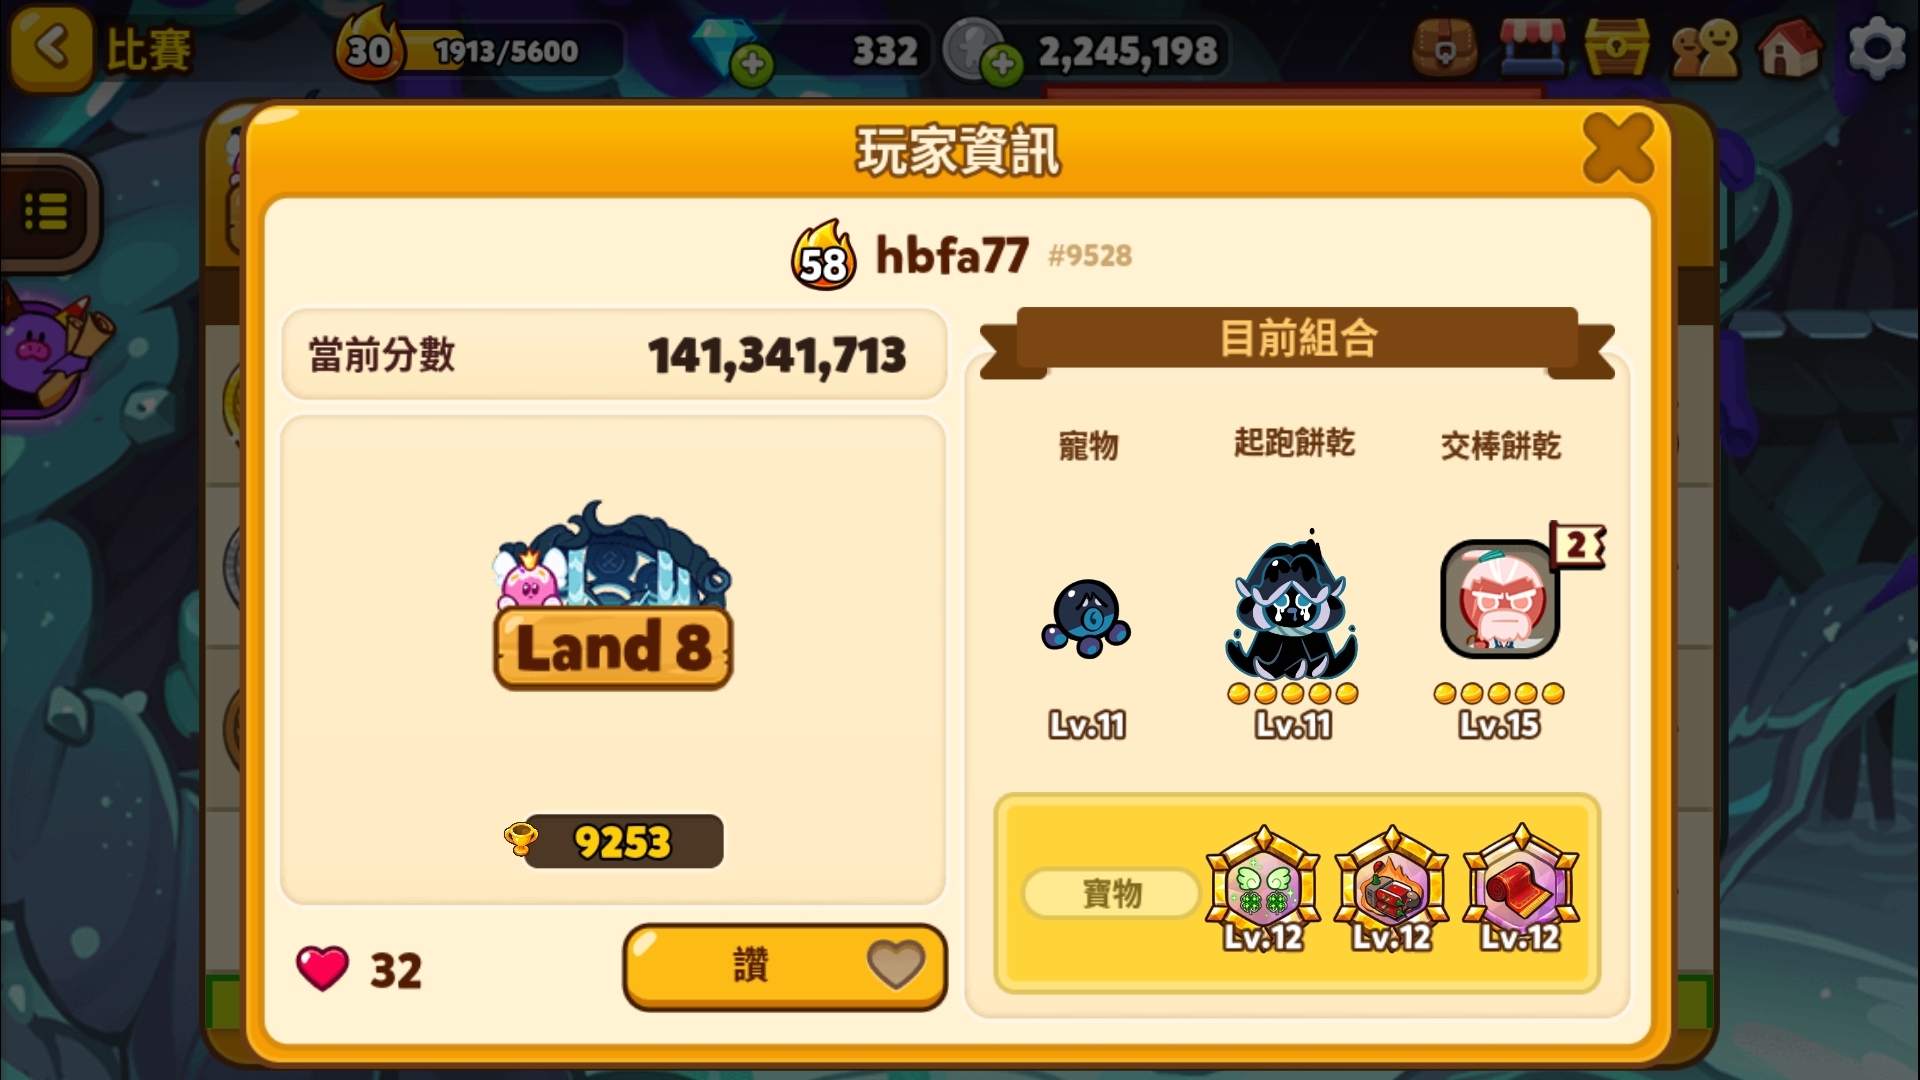 比賽
30
1913/5600
332
2,245,198
玩家資訊
58 hbfa77 #9528
當前分數 141,341,713
目前組合
寵物 起跑餅乾 交棒餅乾
2
Land 8
Lv.11 Lv.11 Lv.15
9253
寶物
Lv.12 Lv.12 Lv.12
32
讚